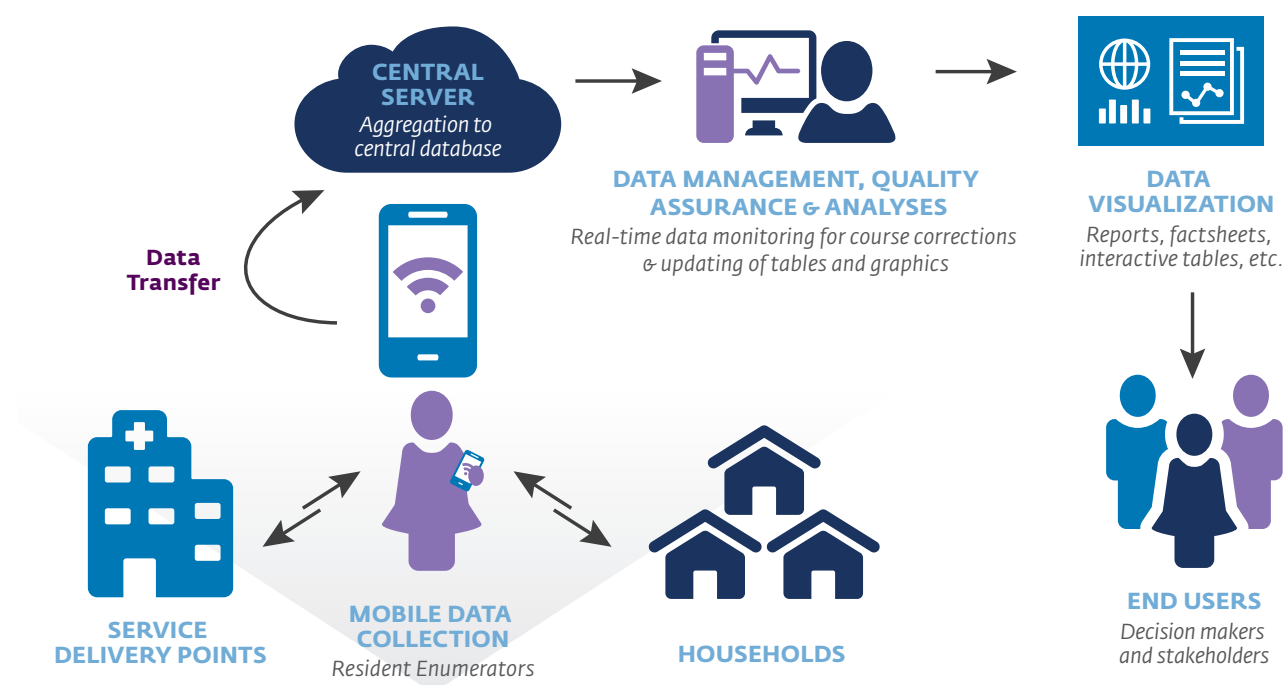 CENTRAL
SERVER
Aggregation to
central database
DATA MANAGEMENT, QUALITY
ASSURANCE & ANALYSES
Real-time data monitoring for course corrections
& updating of tables and graphics
DATA
VISUALIZATION
Reports, factsheets,
interactive tables, etc.
Data
Transfer
SERVICE
DELIVERY POINTS
MOBILE DATA
COLLECTION
Resident Enumerators
HOUSEHOLDS
END USERS
Decision makers
and stakeholders